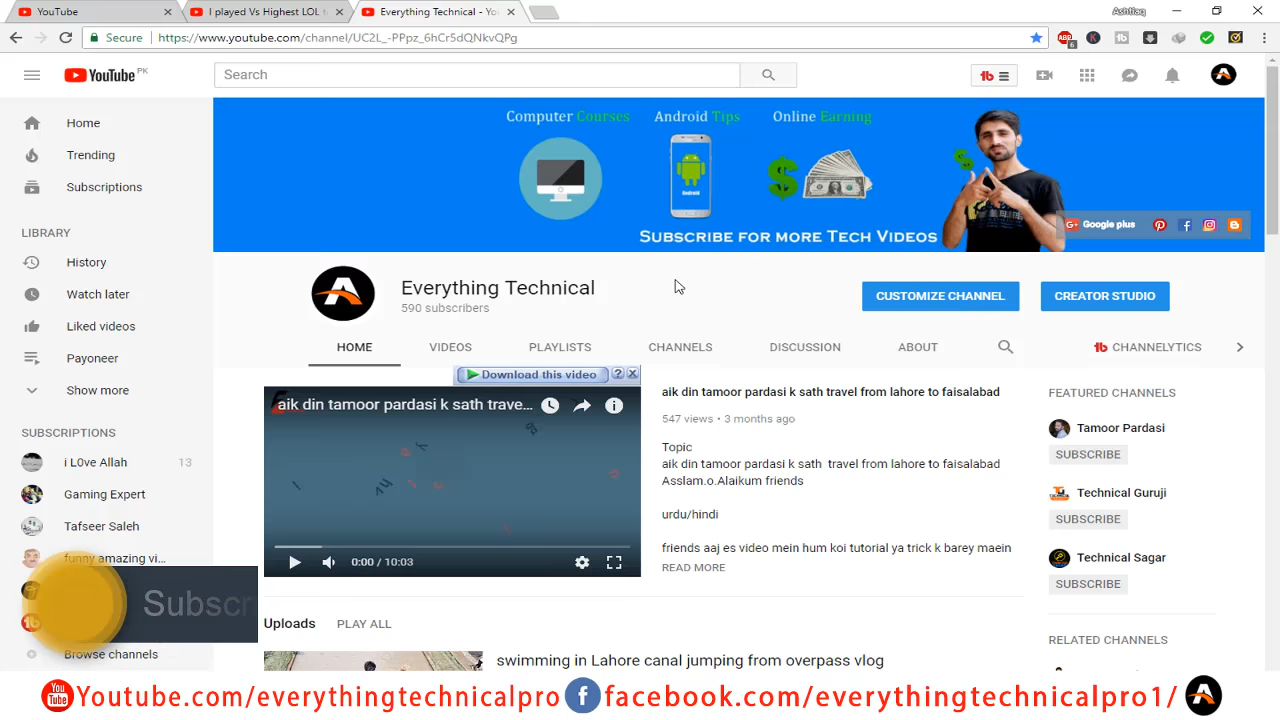 YouTube
I played Vs Highest LOL
Everything Technical - Yo
Ashtiaq
Secure
https://www.youtube.com/channel/UC2L_-PPpz_6hCr5dQNkvQPg
YouTube PK
Search
Home
Trending
Subscriptions
LIBRARY
History
Watch later
Liked videos
Payoneer
Show more
SUBSCRIPTIONS
i L0ve Allah 13
Gaming Expert
Tafseer Saleh
funny amazing vi...
Subscr
Browse channels
Computer Courses
Android Tips
Online Earning
Android
SUBSCRIBE FOR MORE TECH VIDEOS
Google plus
Everything Technical
590 subscribers
CUSTOMIZE CHANNEL
CREATOR STUDIO
HOME
VIDEOS
PLAYLISTS
CHANNELS
DISCUSSION
ABOUT
CHANNELYTICS
Download this video
aik din tamoor pardasi k sath trave...
0:00 / 10:03
aik din tamoor pardasi k sath travel from lahore to faisalabad
547 views • 3 months ago
Topic
aik din tamoor pardasi k sath travel from lahore to faisalabad
Asslam.o.Alaikum friends
urdu/hindi
friends aaj es video mein hum koi tutorial ya trick k barey maein
READ MORE
FEATURED CHANNELS
Tamoor Pardasi
SUBSCRIBE
Technical Guruji
SUBSCRIBE
Technical Sagar
SUBSCRIBE
RELATED CHANNELS
Uploads
PLAY ALL
swimming in Lahore canal jumping from overpass vlog
Youtube.com/everythingtechnicalpro
facebook.com/everythingtechnicalpro1/